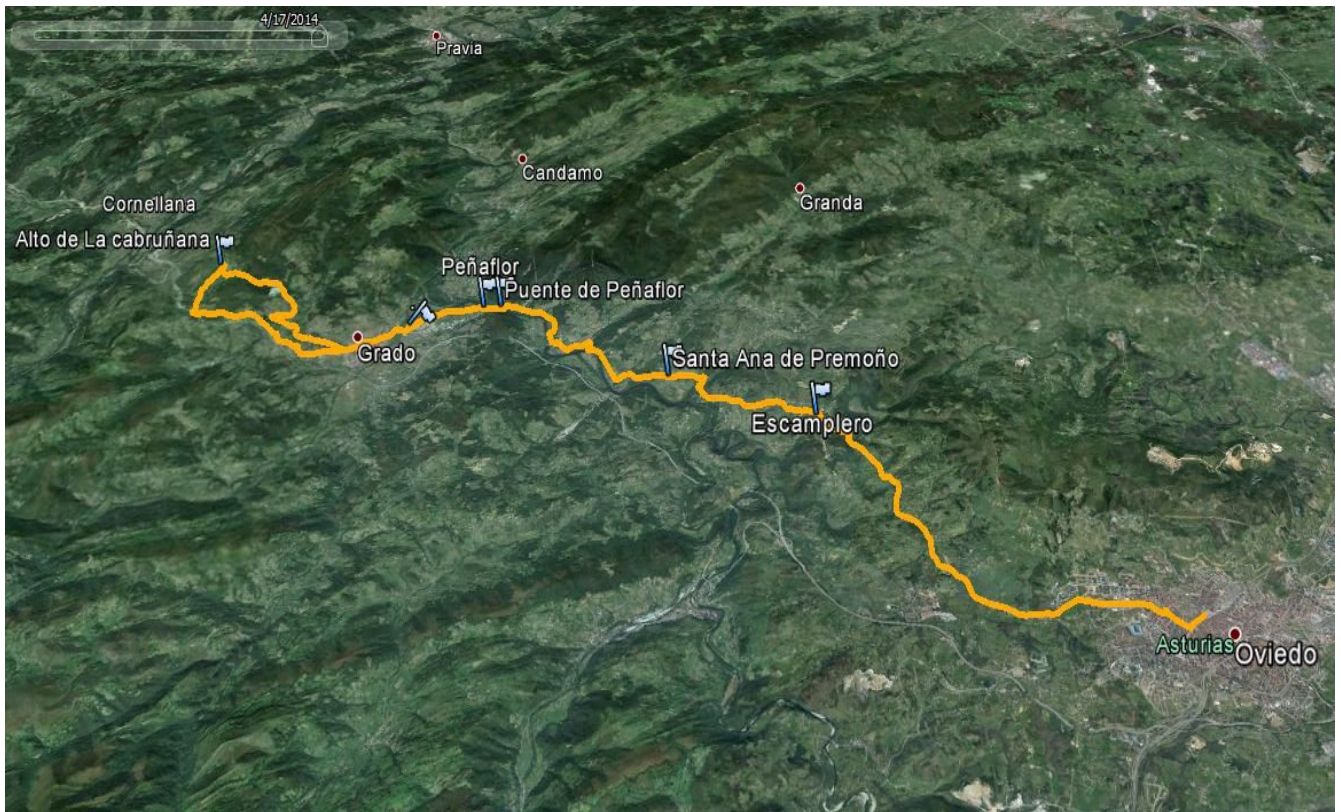 4/17/2014
Pravia
Candamo
Granda
Cornellana
Alto de La cabruñana
Peñaflor
Puente de Peñaflor
Grado
Santa Ana de Premoño
Escamplero
Asturias
Oviedo